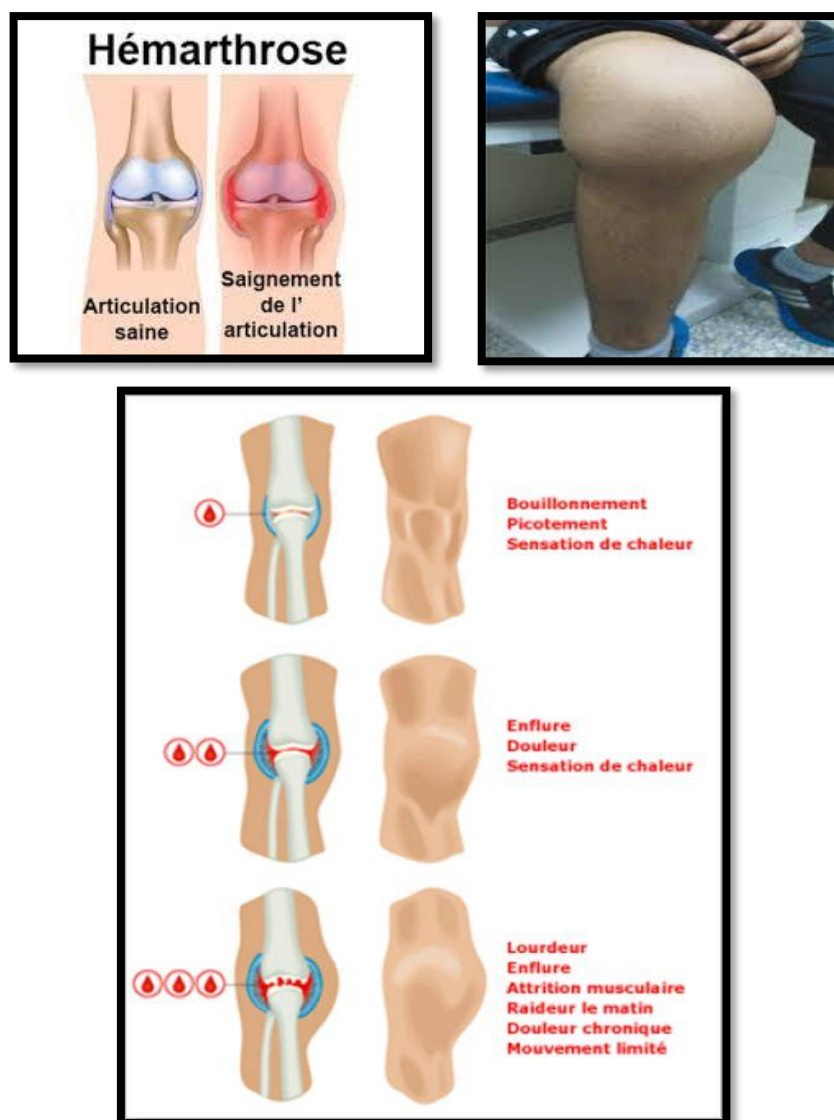 Hémarthrose
Articulation
saine
Saignement
de l'
articulation
Bouillonnement
Picotement
Sensation de chaleur
Enflure
Douleur
Sensation de chaleur
Lourdeur
Enflure
Attrition musculaire
Raideur le matin
Douleur chronique
Mouvement limité